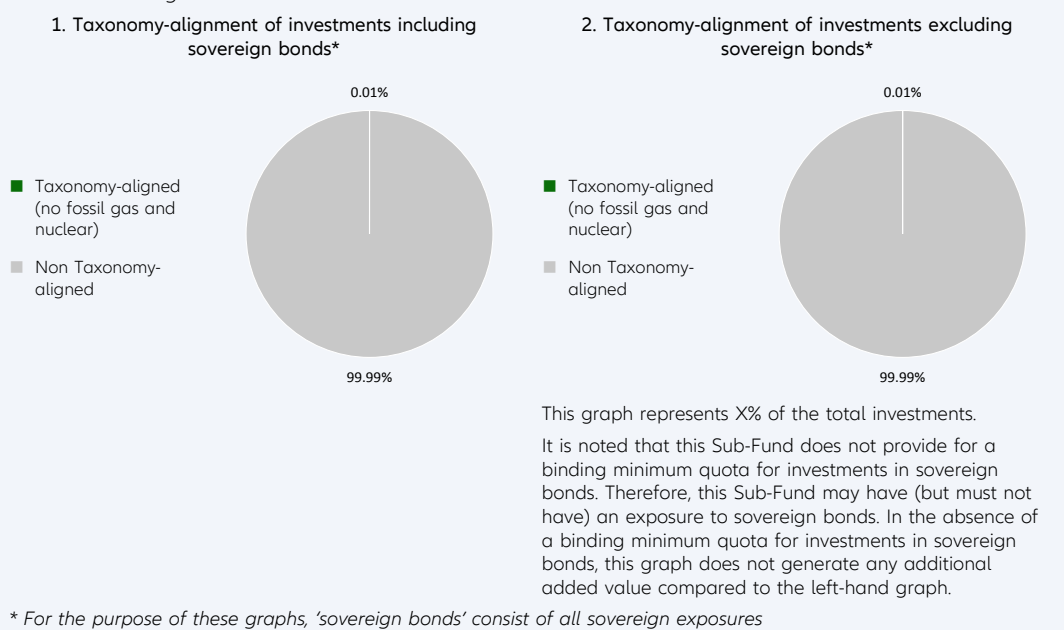 1. Taxonomy-alignment of investments including
sovereign bonds*
0.01%
Taxonomy-aligned
(no fossil gas and
nuclear)
Non Taxonomy-
aligned
99.99%
2. Taxonomy-alignment of investments excluding
sovereign bonds*
0.01%
Taxonomy-aligned
(no fossil gas and
nuclear)
Non Taxonomy-
aligned
99.99%
This graph represents X% of the total investments.
It is noted that this Sub-Fund does not provide for a
binding minimum quota for investments in sovereign
bonds. Therefore, this Sub-Fund may have (but must not
have) an exposure to sovereign bonds. In the absence of
a binding minimum quota for investments in sovereign
bonds, this graph does not generate any additional
added value compared to the left-hand graph.
* For the purpose of these graphs, ‘sovereign bonds’ consist of all sovereign exposures